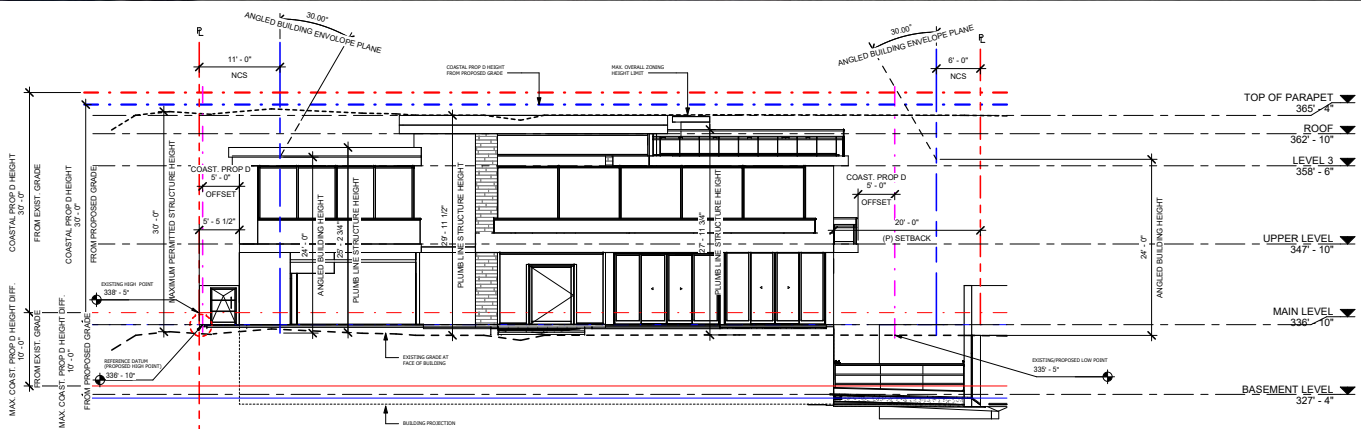 30.00°
ANGLED BUILDING ENVOLOPE PLANE
11' - 0"
NCS
COASTAL PROP D HEIGHT
FROM PROPOSED GRADE
MAX. OVERALL ZONING
HEIGHT LIMIT
30.00°
ANGLED BUILDING ENVELOPE PLANE
6' - 0"
NCS
TOP OF PARAPET
365' - 4"
ROOF
362' - 10"
LEVEL 3
358' - 6"
UPPER LEVEL
347' - 10"
MAIN LEVEL
336' - 10"
BASEMENT LEVEL
327' - 4"
COASTAL PROP D HEIGHT
30'- 0"
FROM EXIST. GRADE
COASTAL PROP D HEIGHT
30'- 0"
FROM PROPOSED GRADE
30' - 0"
MAXIMUM PERMITTED STRUCTURE HEIGHT
COAST. PROP D
5' - 0"
OFFSET
5' - 5 1/2"
24' - 0"
ANGLED BUILDING HEIGHT
25' - 2 3/4"
PLUMB LINE STRUCTURE HEIGHT
29' - 11 1/2"
PLUMB LINE STRUCTURE HEIGHT
27' - 11 3/4"
PLUMB LINE STRUCTURE HEIGHT
COAST. PROP D
5' - 0"
OFFSET
20' - 0"
(P) SETBACK
24' - 0"
ANGLED BUILDING HEIGHT
EXISTING HIGH POINT
338' - 5"
REFERENCE DATUM
(PROPOSED HIGH POINT)
336' - 10"
MAX. COAST. PROP D HEIGHT DIFF.
10' - 0"
FROM EXIST. GRADE
MAX. COAST. PROP D HEIGHT DIFF.
10' - 0"
FROM PROPOSED GRADE
EXISTING GRADE AT
FACE OF BUILDING
EXISTING/PROPOSED LOW POINT
335' - 5"
BUILDING PROJECTION